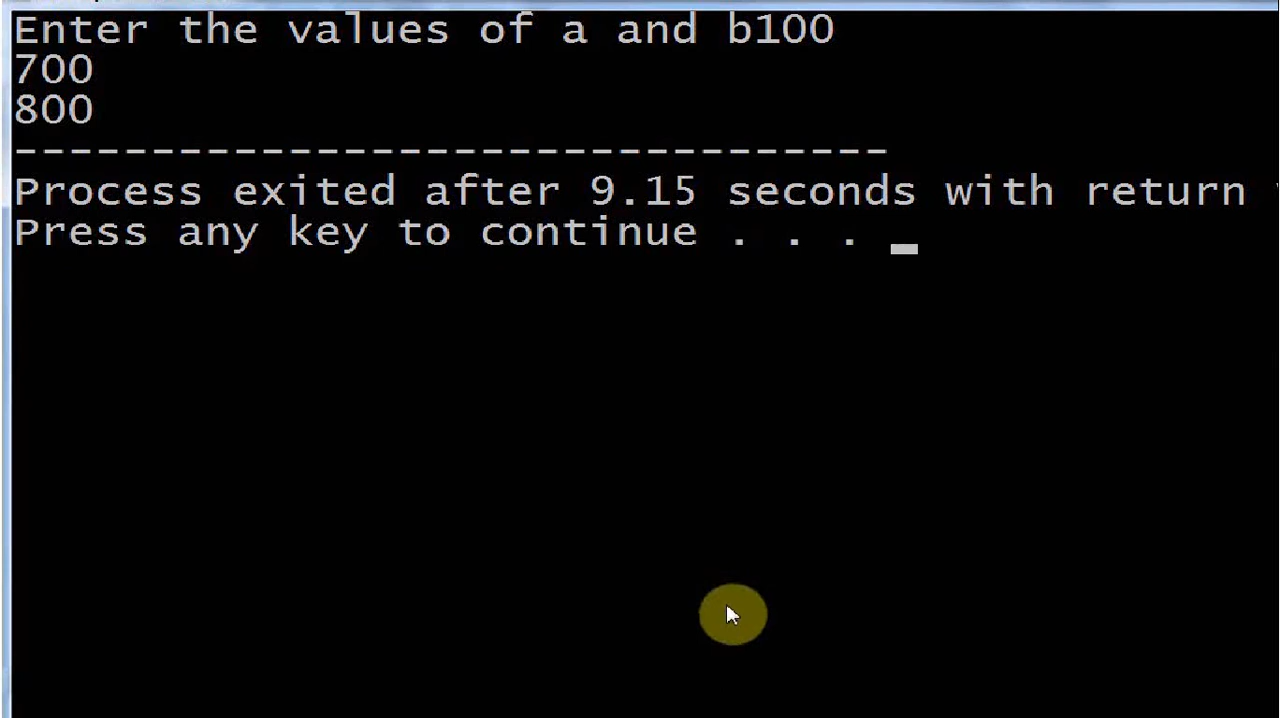 Enter the values of a and b100
700
800
---------------------------------
Process exited after 9.15 seconds with return
Press any key to continue . . . _